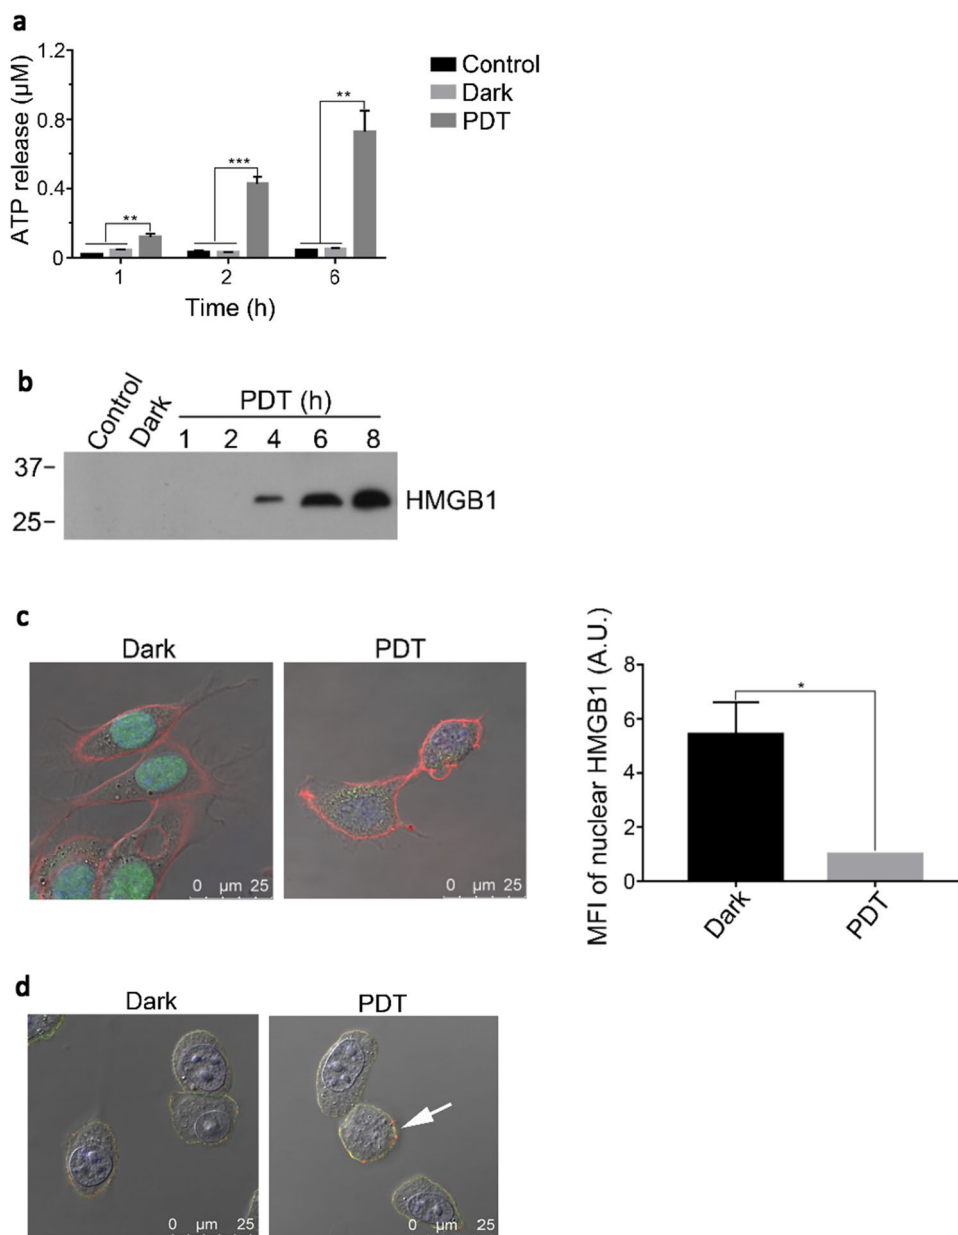 a
1.2
0.8
0.4
0
ATP release (µM)
Control
Dark
PDT
**
***
**
1 2 6
Time (h)
b
Control
Dark
PDT (h)
1 2 4 6 8
37–
25–
HMGB1
c
Dark
PDT
0 µm 25
0 µm 25
MFI of nuclear HMGB1 (A.U.)
8
6
4
2
0
*
Dark
PDT
d
Dark
PDT
0 µm 25
0 µm 25